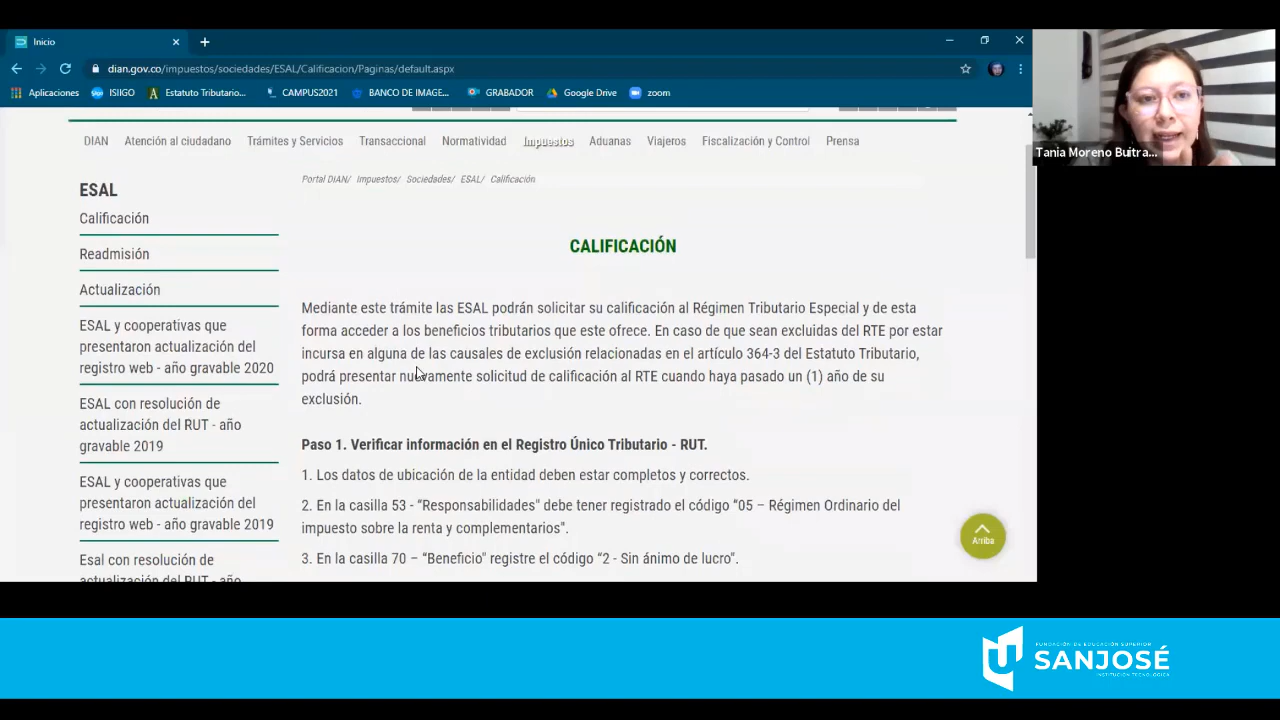 Inicio
dian.gov.co/impuestos/sociedades/ESAL/Calificacion/Paginas/default.aspx
Aplicaciones
SIIGO
Estatuto Tributario...
CAMPUS2021
BANCO DE IMAGE...
GRABADOR
Google Drive
zoom
Tania Moreno Buitra...
DIAN
Atención al ciudadano
Trámites y Servicios
Transaccional
Normatividad
Impuestos
Aduanas
Viajeros
Fiscalización y Control
Prensa
Portal DIAN/ Impuestos/ Sociedades/ ESAL/ Calificación
ESAL
Calificación
Readmisión
Actualización
ESAL y cooperativas que
presentaron actualización del
registro web - año gravable 2020
ESAL con resolución de
actualización del RUT - año
gravable 2019
ESAL y cooperativas que
presentaron actualización del
registro web - año gravable 2019
Esal con resolución de
actualización del RUT - año
CALIFICACIÓN
Mediante este trámite las ESAL podrán solicitar su calificación al Régimen Tributario Especial y de esta
forma acceder a los beneficios tributarios que este ofrece. En caso de que sean excluidas del RTE por estar
incursa en alguna de las causales de exclusión relacionadas en el artículo 364-3 del Estatuto Tributario,
podrá presentar nuevamente solicitud de calificación al RTE cuando haya pasado un (1) año de su
exclusión.
Paso 1. Verificar información en el Registro Único Tributario - RUT.
1. Los datos de ubicación de la entidad deben estar completos y correctos.
2. En la casilla 53 - "Responsabilidades" debe tener registrado el código "05 – Régimen Ordinario del
impuesto sobre la renta y complementarios".
3. En la casilla 70 – "Beneficio" registre el código "2 - Sin ánimo de lucro".
Arriba
FUNDACIÓN DE EDUCACIÓN SUPERIOR
SANJOSÉ
INSTITUCIÓN TECNOLÓGICA